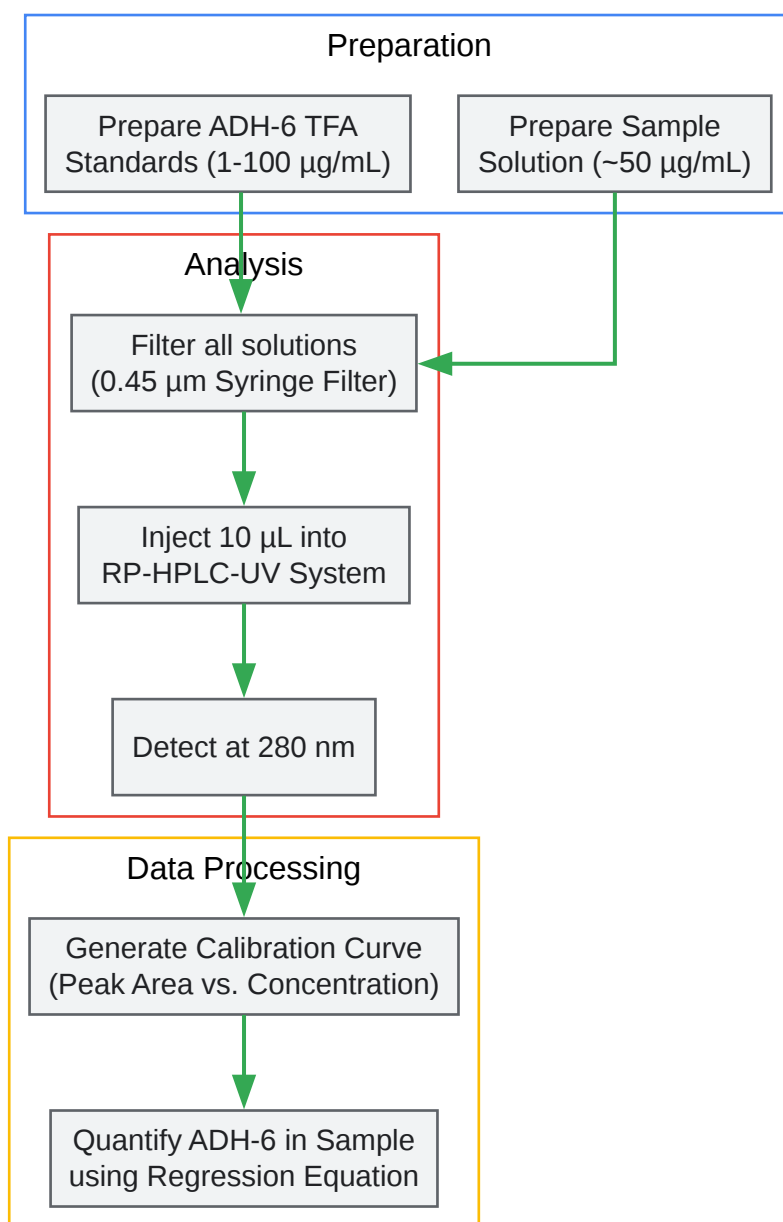 Preparation
Prepare ADH-6 TFA
Standards (1-100 µg/mL)
Prepare Sample
Solution (~50 µg/mL)
Analysis
Filter all solutions
(0.45 µm Syringe Filter)
Inject 10 µL into
RP-HPLC-UV System
Detect at 280 nm
Data Processing
Generate Calibration Curve
(Peak Area vs. Concentration)
Quantify ADH-6 in Sample
using Regression Equation